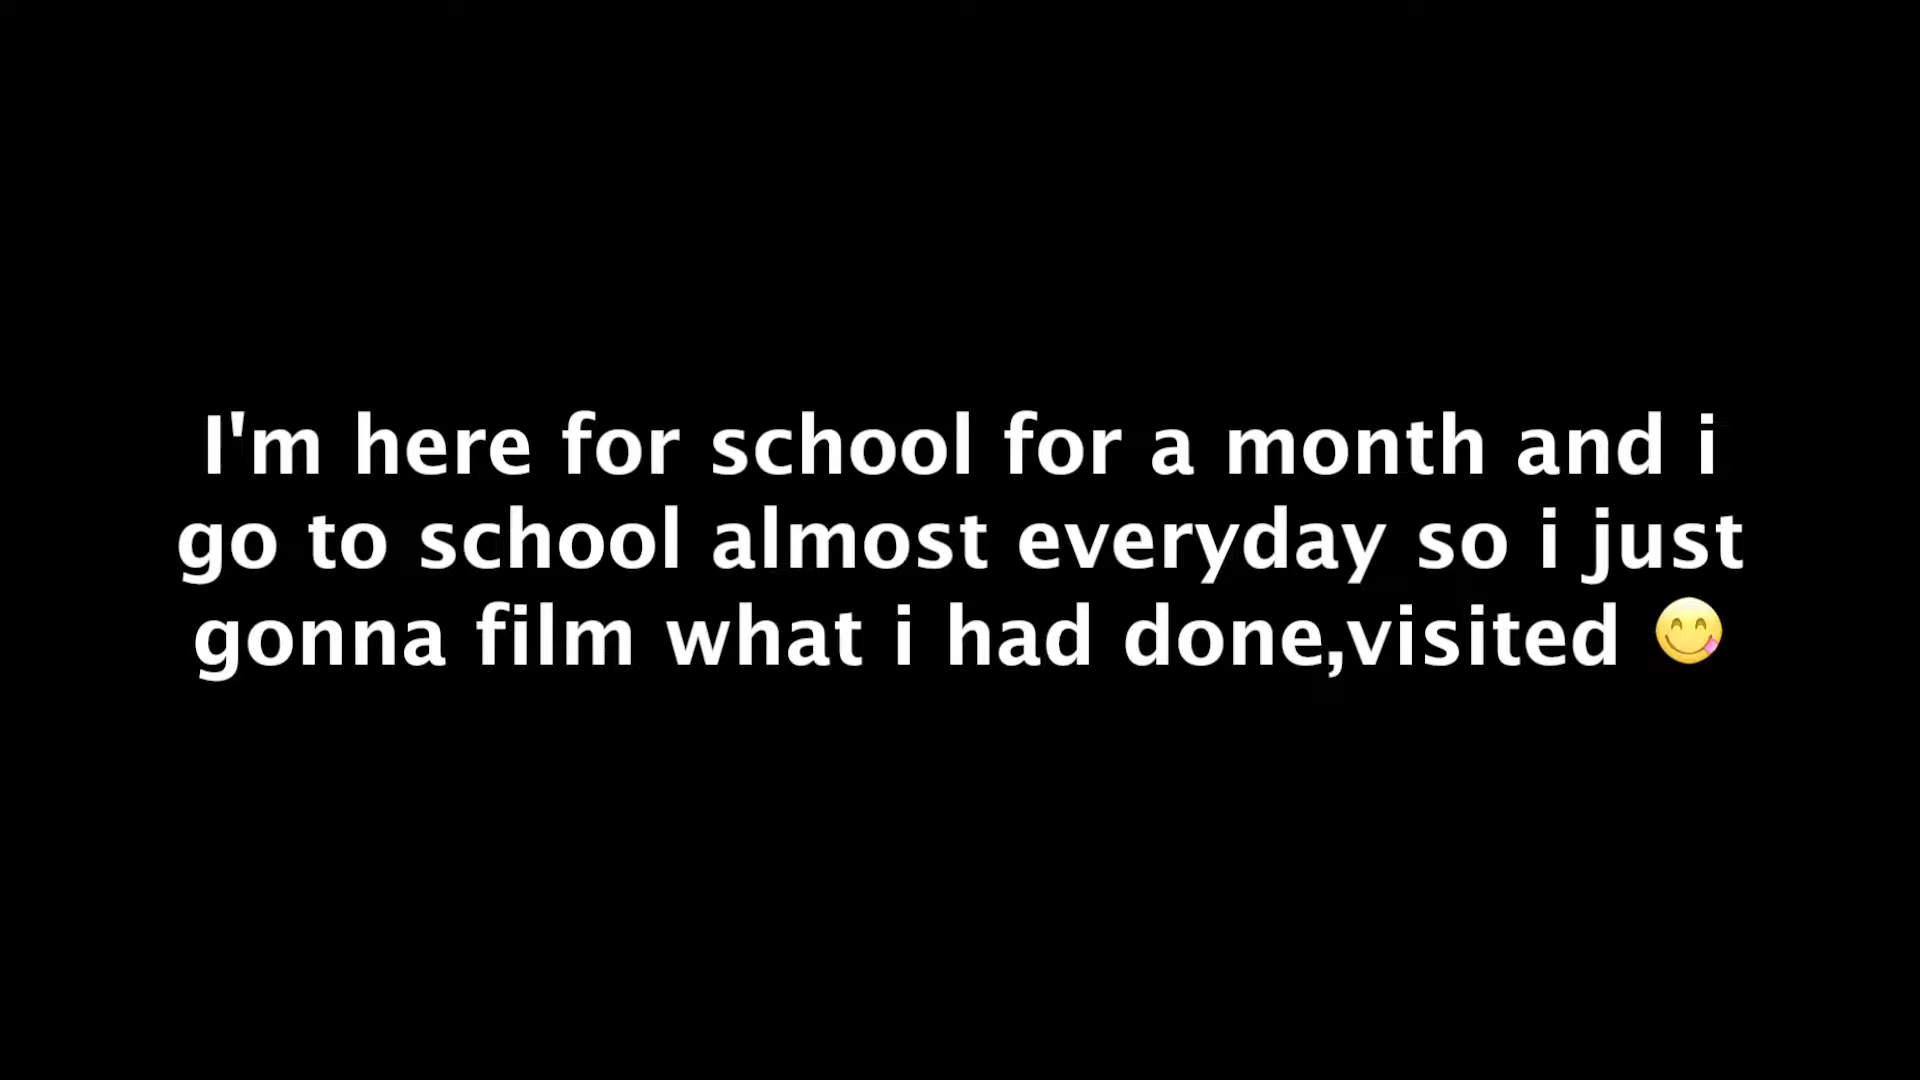 I'm here for school for a month and i
go to school almost everyday so i just
gonna film what i had done,visited 😋